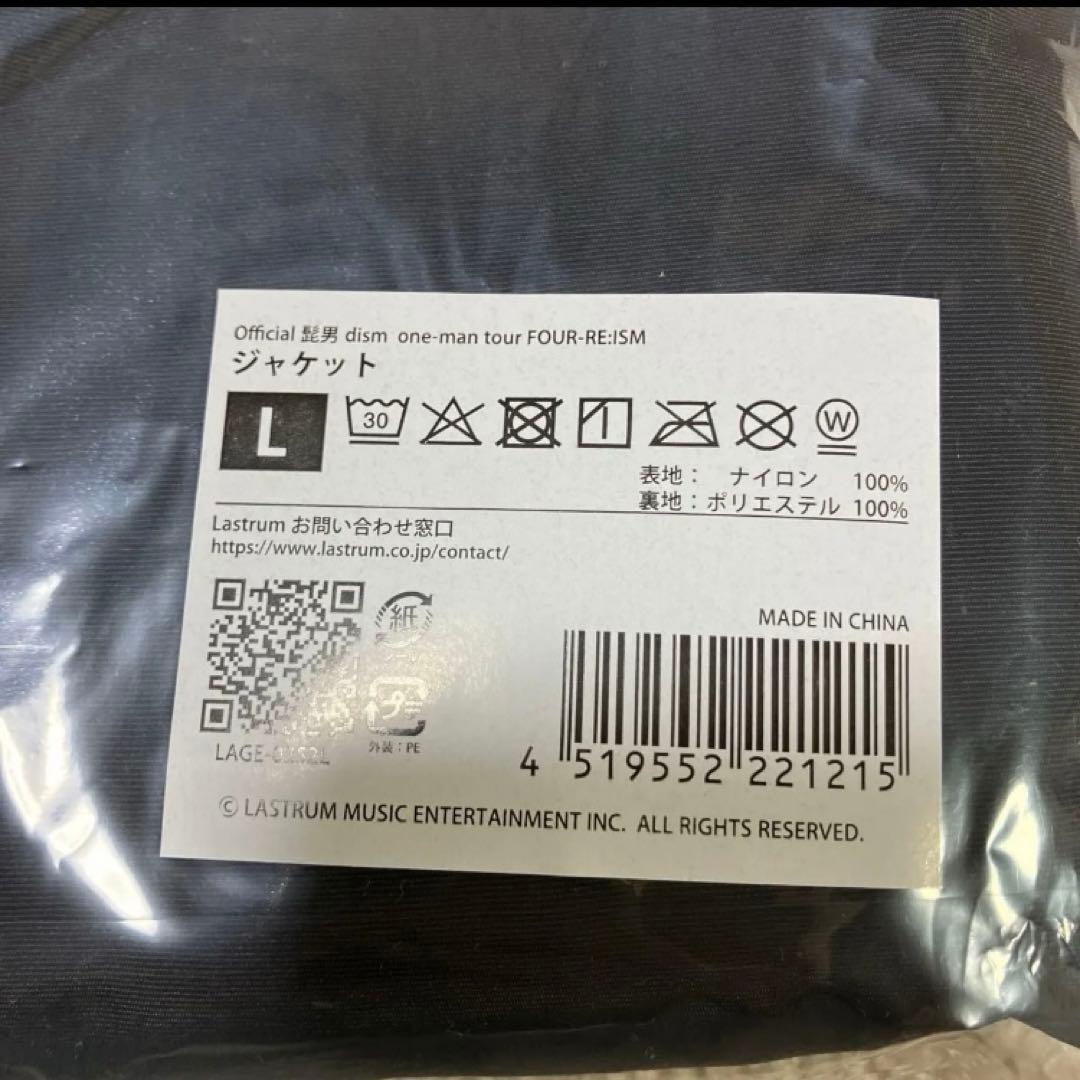 Official 髭男 dism one-man tour FOUR-RE:ISM
ジャケット
L
30
W
表地： ナイロン 100%
裏地：ポリエステル 100%
Lastrum お問い合わせ窓口
https://www.lastrum.co.jp/contact/
紙
プラ
外装：PE
MADE IN CHINA
4 519552 221215
© LASTRUM MUSIC ENTERTAINMENT INC. ALL RIGHTS RESERVED.